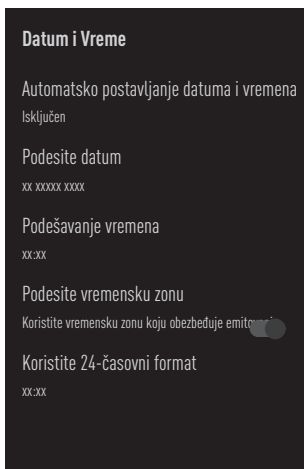 Datum i Vreme
Automatsko postavljanje datuma i vremena
Isključen
Podesite datum
xx xxxxx xxxx
Podešavanje vremena
xx:xx
Podesite vremensku zonu
Koristite vremensku zonu koju obezbeđuje
Koristite 24-časovni format
xx:xx